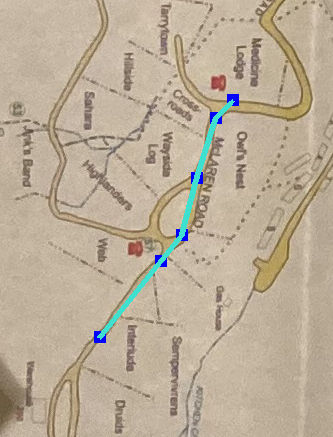 Tarrytown
Medicine
Lodge
Hillside
Cross-
roads
Sahara
Wayside
Log
Owl's Nest
McLAREN ROAD
Jink's Band
Highlanders
Web
Gas House
Interlude
Sempervirens
Druids